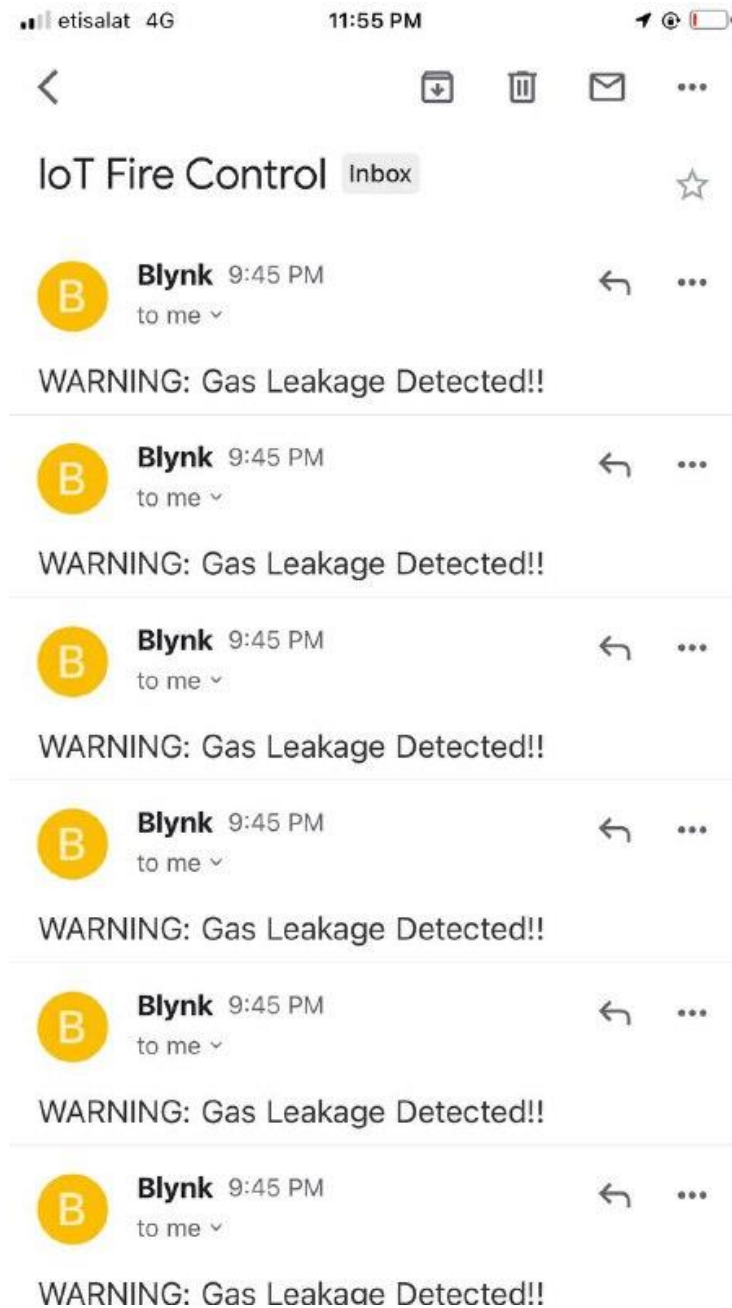 etisalat 4G 11:55 PM
IoT Fire Control Inbox
B Blynk 9:45 PM
to me
WARNING: Gas Leakage Detected!!
B Blynk 9:45 PM
to me
WARNING: Gas Leakage Detected!!
B Blynk 9:45 PM
to me
WARNING: Gas Leakage Detected!!
B Blynk 9:45 PM
to me
WARNING: Gas Leakage Detected!!
B Blynk 9:45 PM
to me
WARNING: Gas Leakage Detected!!
B Blynk 9:45 PM
to me
WARNING: Gas Leakage Detected!!